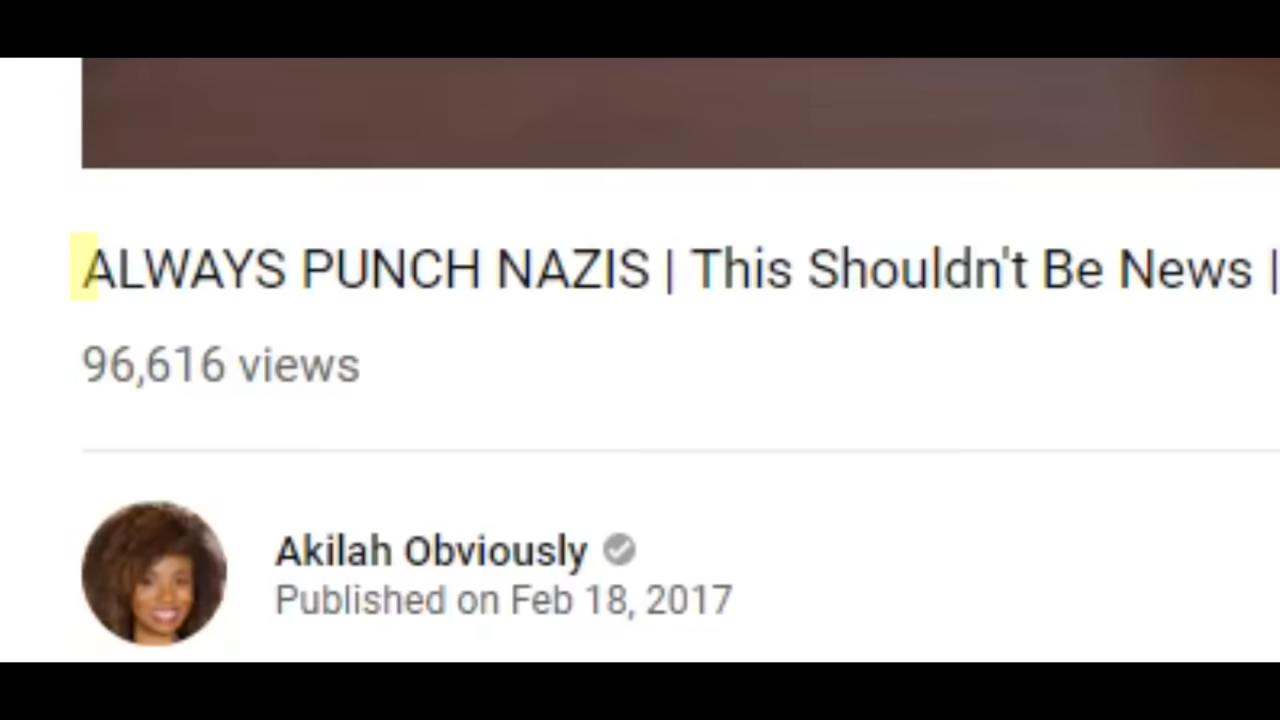 ALWAYS PUNCH NAZIS | This Shouldn't Be News |
96,616 views
Akilah Obviously
Published on Feb 18, 2017